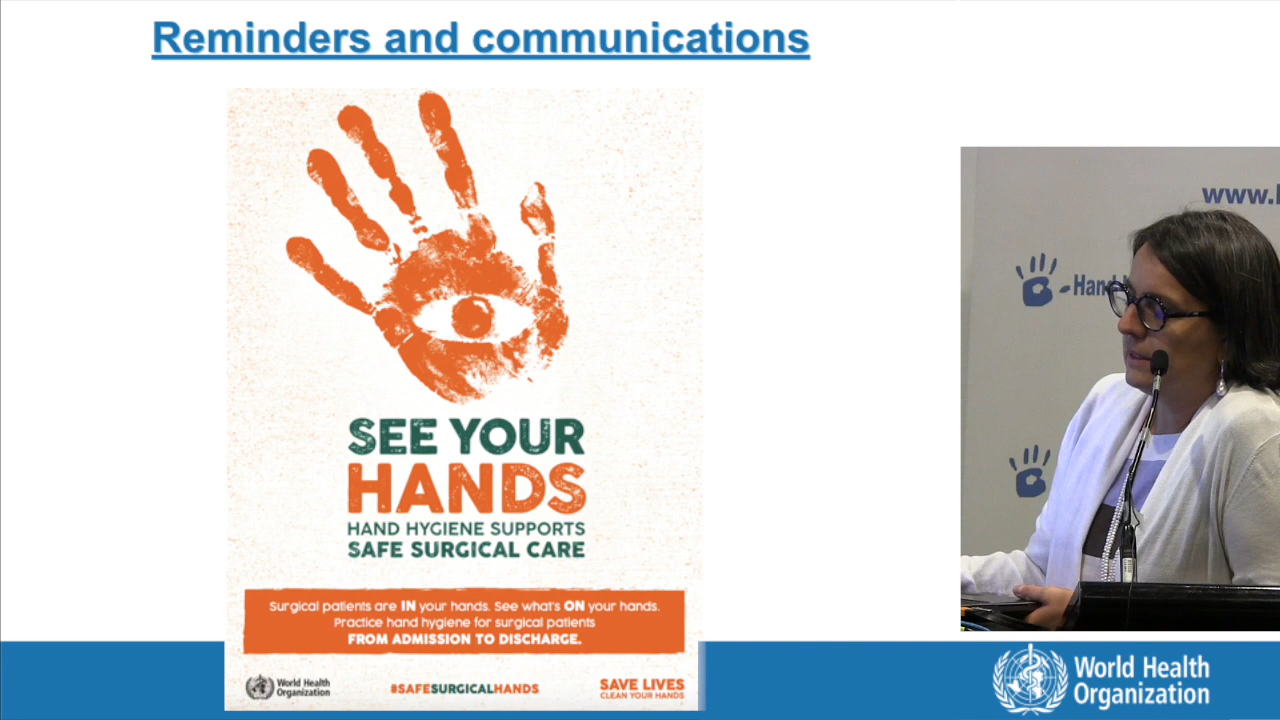 Reminders and communications
SEE YOUR
HANDS
HAND HYGIENE SUPPORTS
SAFE SURGICAL CARE
Surgical patients are IN your hands. See what's ON your hands.
Practice hand hygiene for surgical patients
FROM ADMISSION TO DISCHARGE.
World Health
Organization
#SAFESURGICALHANDS
SAVE LIVES
CLEAN YOUR HANDS
www.
-Hand
World Health
Organization